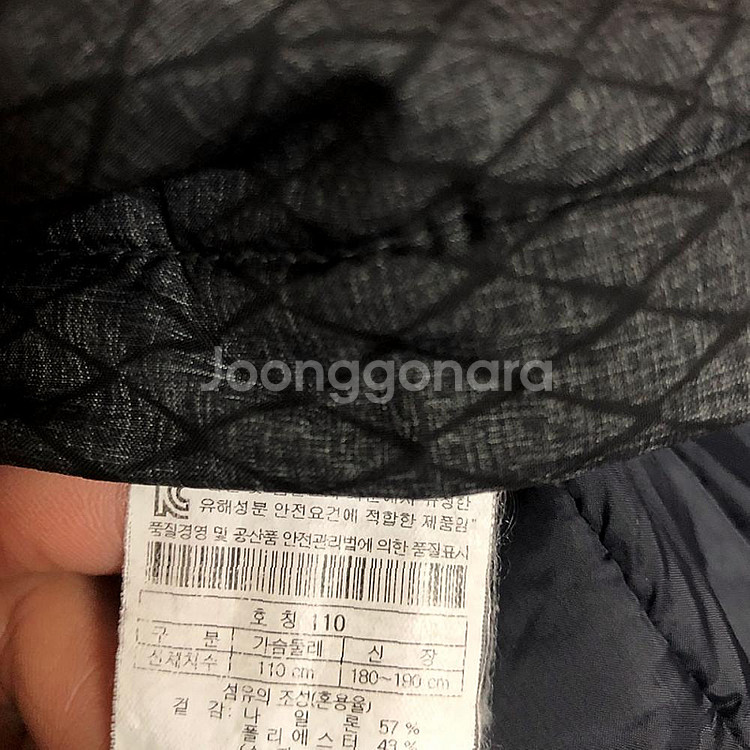 Joonggonara
유해성분 안전요건에 적합한 제품임"
품질경영 및 공산품 안전관리법에 의한 품질표시
호 칭 110
구 분 가슴둘레 신 장
신체치수 110 cm 180~190 cm
섬유의 조성(혼용율)
겉 감: 나 일 론 57 %
폴 리 에 스 터 43 %